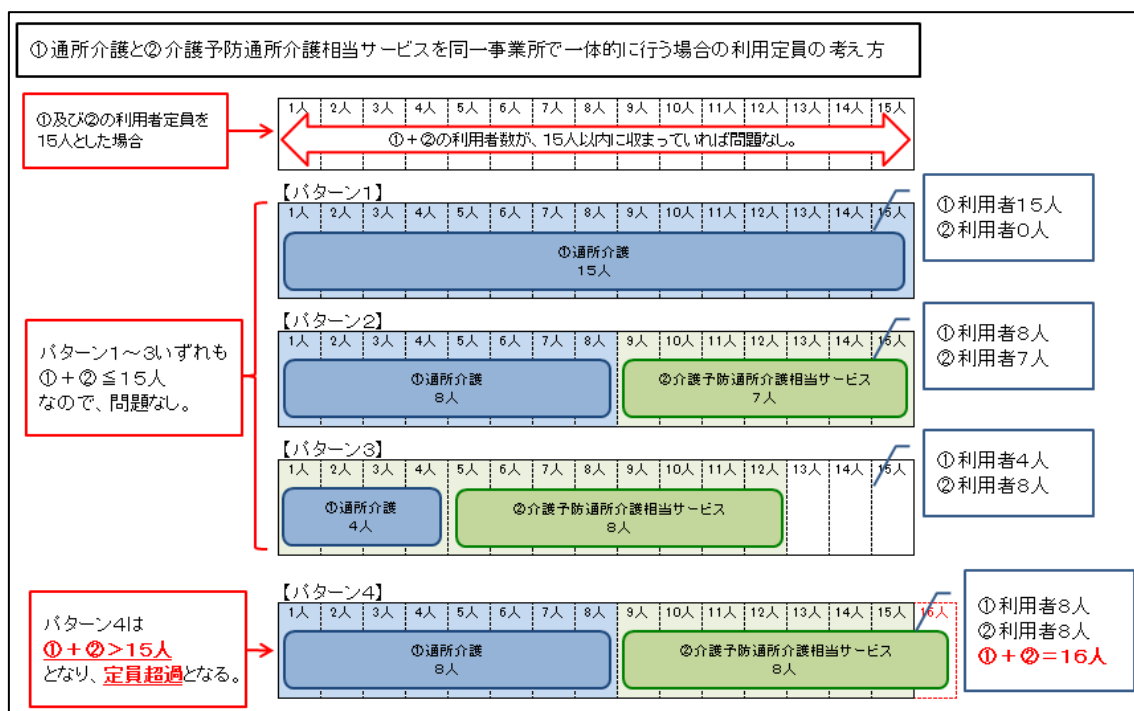 ①通所介護と②介護予防通所介護相当サービスを同一事業所で一体的に行う場合の利用定員の考え方
①及び②の利用者定員を
15人とした場合
1人 2人 3人 4人 5人 6人 7人 8人 9人 10人 11人 12人 13人 14人 15人
①+②の利用者数が、15人以内に収まっていれば問題なし。
【パターン1】
1人 2人 3人 4人 5人 6人 7人 8人 9人 10人 11人 12人 13人 14人 15人
①通所介護
15人
①利用者15人
②利用者0人
パターン1~3いずれも
①+②≦15人
なので、問題なし。
【パターン2】
1人 2人 3人 4人 5人 6人 7人 8人 9人 10人 11人 12人 13人 14人 15人
①通所介護
8人
②介護予防通所介護相当サービス
7人
①利用者8人
②利用者7人
【パターン3】
1人 2人 3人 4人 5人 6人 7人 8人 9人 10人 11人 12人 13人 14人 15人
①通所介護
4人
②介護予防通所介護相当サービス
8人
①利用者4人
②利用者8人
パターン4は
①+②>15人
となり、定員超過となる。
【パターン4】
1人 2人 3人 4人 5人 6人 7人 8人 9人 10人 11人 12人 13人 14人 15人 16人
①通所介護
8人
②介護予防通所介護相当サービス
8人
①利用者8人
②利用者8人
①+②=16人